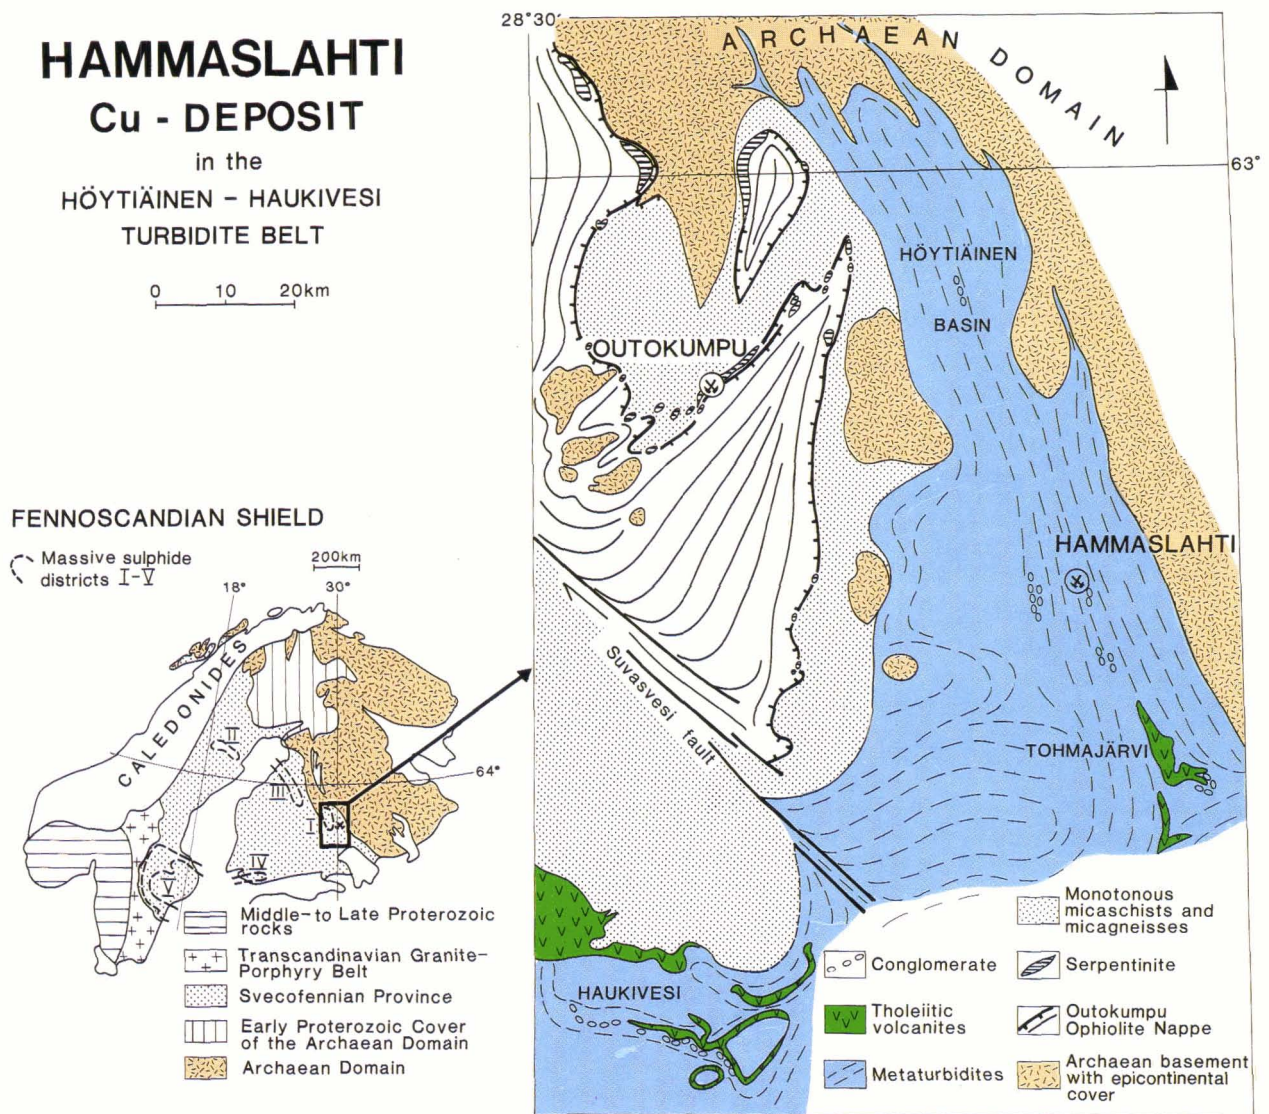 HAMMASLAHTI
Cu - DEPOSIT
in the
HÖYTIÄINEN - HAUKIVESI
TURBIDITE BELT
0 10 20km
28°30'
ARCHAEAN DOMAIN
63°
HÖYTIÄINEN
BASIN
OUTOKUMPU
HAMMASLAHTI
Suvasvesi fault
TOHMAJÄRVI
HAUKIVESI
FENNOSCANDIAN SHIELD
Massive sulphide
districts I-V
200km
18° 30°
CALEDONIDES
II
64°
III
I
IV
V
Middle-to Late Proterozoic
rocks
Transcandinavian Granite-
Porphyry Belt
Svecofennian Province
Early Proterozoic Cover
of the Archaean Domain
Archaean Domain
Conglomerate
Tholeiitic
volcanites
Metaturbidites
Monotonous
micaschists and
micagneisses
Serpentinite
Outokumpu
Ophiolite Nappe
Archaean basement
with epicontinental
cover